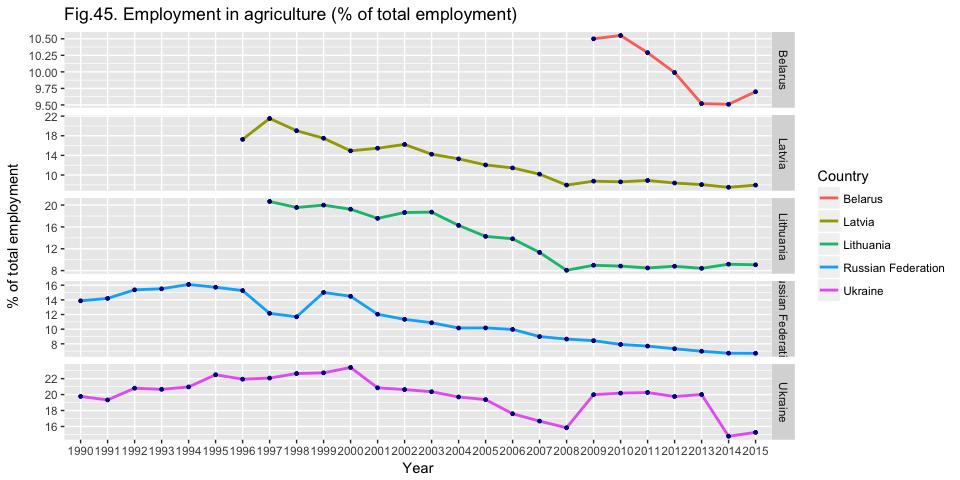 Fig.45. Employment in agriculture (% of total employment)
% of total employment
10.50
10.25
10.00
9.75
9.50
Belarus
22
18
14
10
Latvia
20
16
12
8
Lithuania
16
14
12
10
8
ssian Federati
22
20
18
16
Ukraine
1990 1991 1992 1993 1994 1995 1996 1997 1998 1999 2000 2001 2002 2003 2004 2005 2006 2007 2008 2009 2010 2011 2012 2013 2014 2015
Year
Country
Belarus
Latvia
Lithuania
Russian Federation
Ukraine